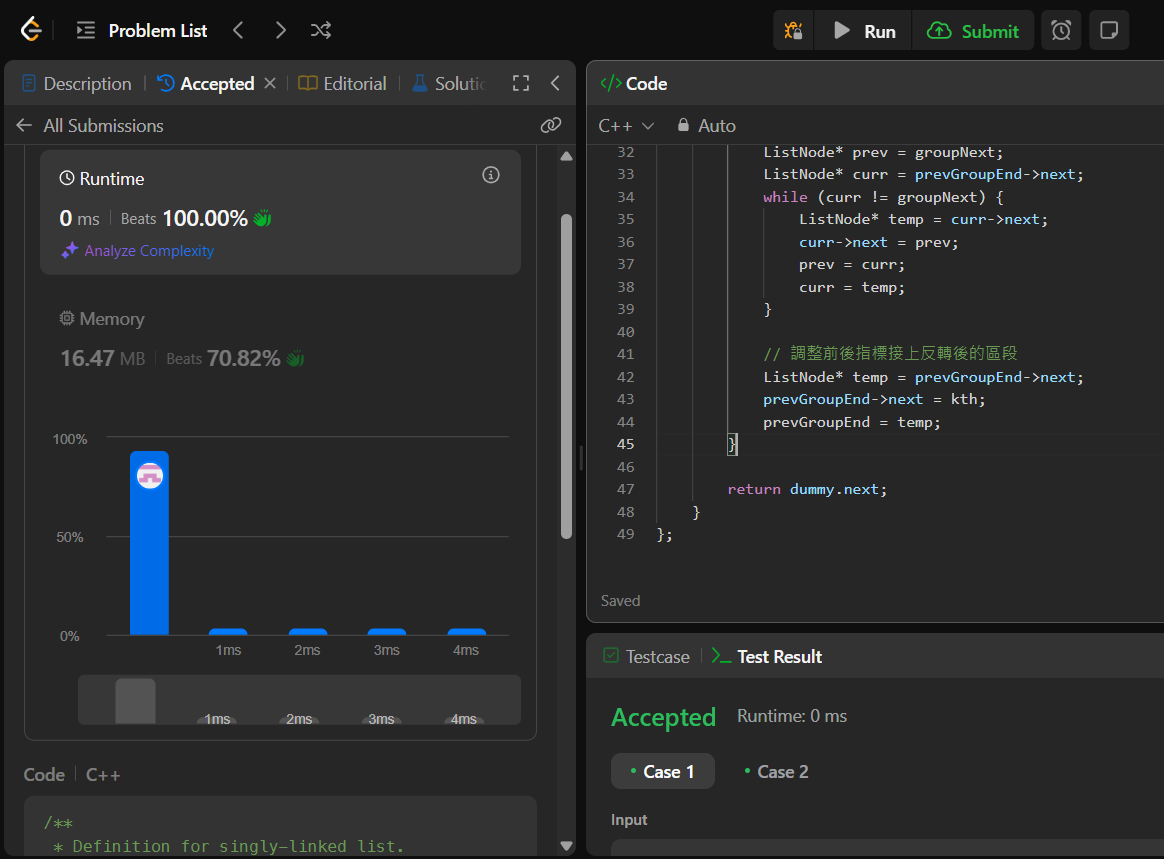 Problem List
Run
Submit
Description
Accepted
Editorial
Solutic
All Submissions
Runtime
0 ms
Beats 100.00%
Analyze Complexity
Memory
16.47 MB
Beats 70.82%
100%
50%
0%
1ms
2ms
3ms
4ms
1ms
2ms
3ms
4ms
Code
C++
/**
* Definition for singly-linked list.
</> Code
C++
Auto
32 ListNode* prev = groupNext;
33 ListNode* curr = prevGroupEnd->next;
34 while (curr != groupNext) {
35 ListNode* temp = curr->next;
36 curr->next = prev;
37 prev = curr;
38 curr = temp;
39 }
40
41 // 調整前後指標接上反轉後的區段
42 ListNode* temp = prevGroupEnd->next;
43 prevGroupEnd->next = kth;
44 prevGroupEnd = temp;
45 }
46
47 return dummy.next;
48 }
49 };
Saved
Testcase
Test Result
Accepted
Runtime: 0 ms
Case 1
Case 2
Input